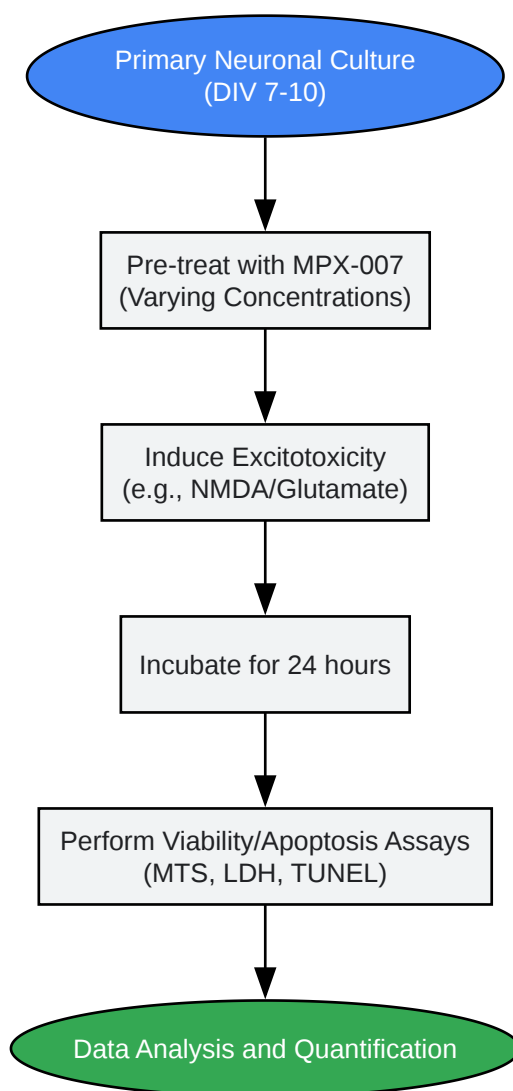 Primary Neuronal Culture
(DIV 7-10)
Pre-treat with MPX-007
(Varying Concentrations)
Induce Excitotoxicity
(e.g., NMDA/Glutamate)
Incubate for 24 hours
Perform Viability/Apoptosis Assays
(MTS, LDH, TUNEL)
Data Analysis and Quantification